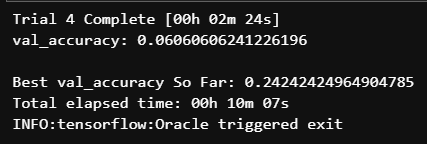 Trial 4 Complete [00h 02m 24s]
val_accuracy: 0.06060606241226196
Best val_accuracy So Far: 0.24242424964904785
Total elapsed time: 00h 10m 07s
INFO:tensorflow:Oracle triggered exit